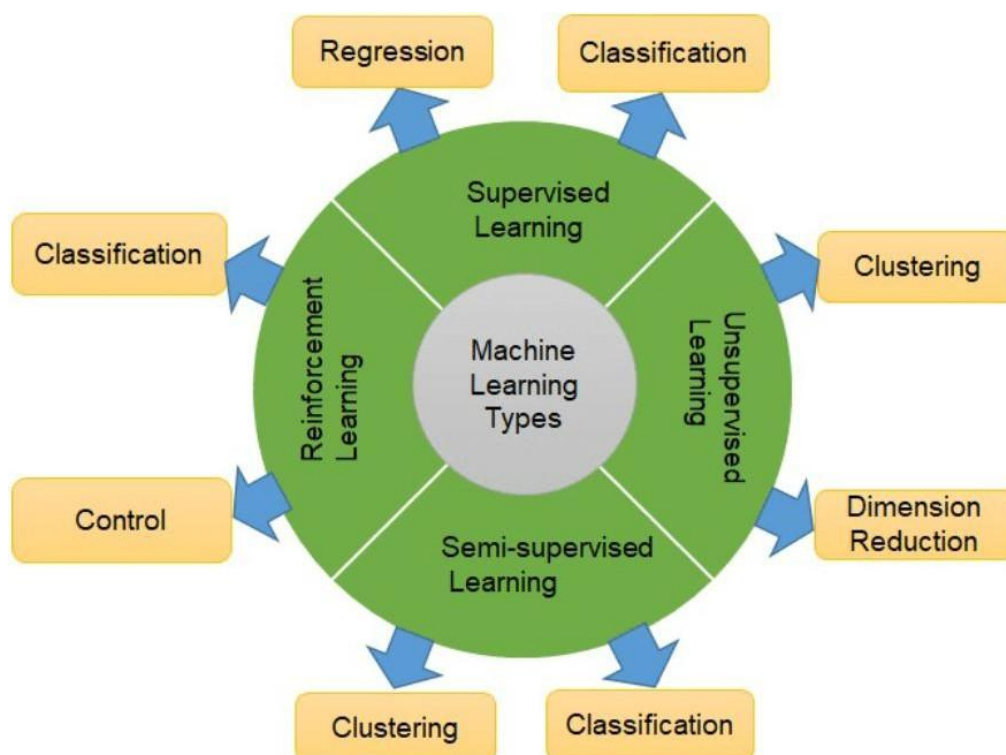 Regression
Classification
Supervised
Learning
Classification
Clustering
Reinforcement
Learning
Machine
Learning
Types
Unsupervised
Learning
Control
Dimension
Reduction
Semi-supervised
Learning
Clustering
Classification